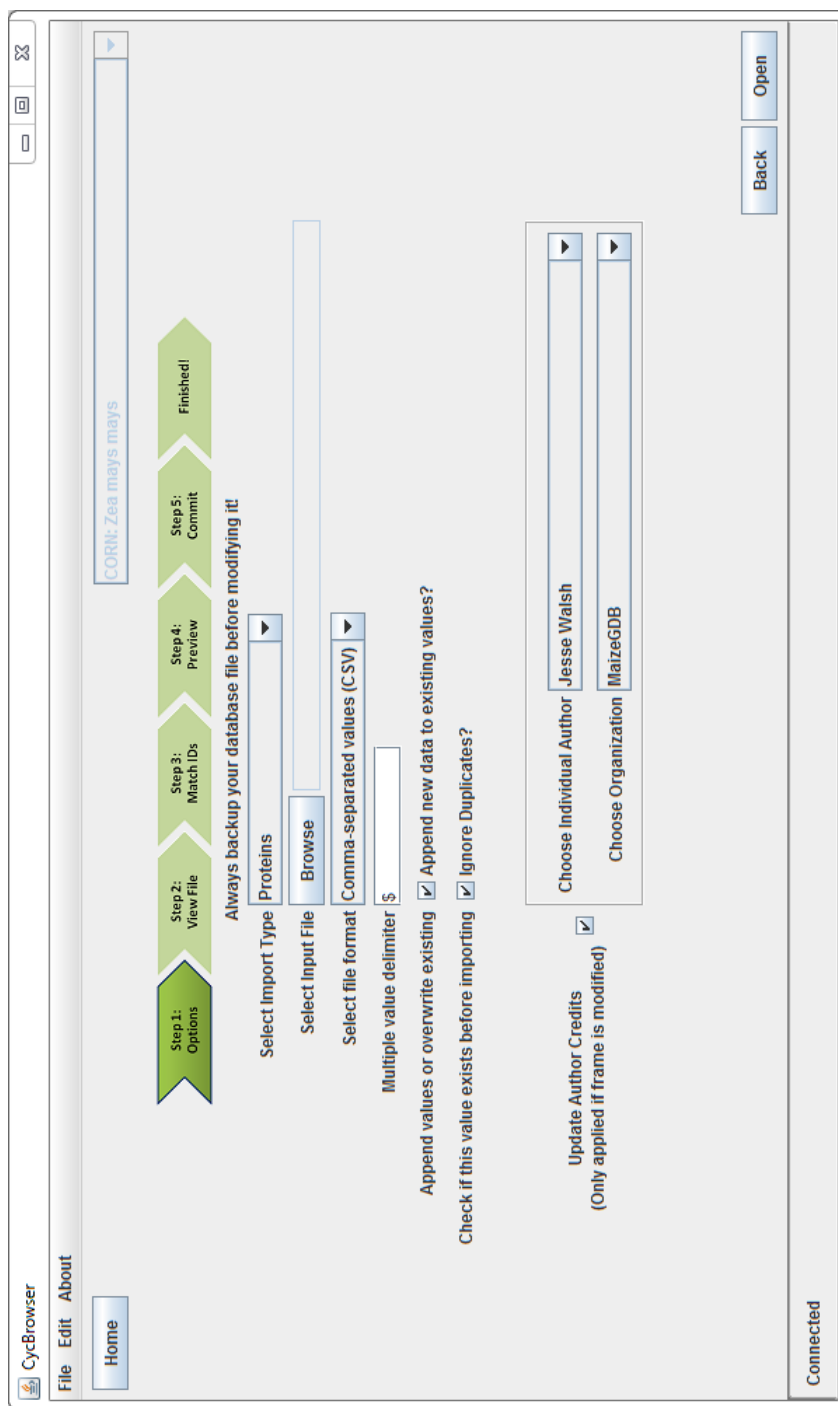 CycBrowser
File Edit About
Home
CORN: Zea mays mays
Step 1:
Options
Step 2:
View File
Step 3:
Match IDs
Step 4:
Preview
Step 5:
Commit
Finished!
Always backup your database file before modifying it!
Select Import Type Proteins
Select Input File Browse
Select file format Comma-separated values (CSV)
Multiple value delimiter $
Append values or overwrite existing Append new data to existing values?
Check if this value exists before importing Ignore Duplicates?
Update Author Credits
(Only applied if frame is modified)
Choose Individual Author Jesse Walsh
Choose Organization MaizeGDB
Back Open
Connected